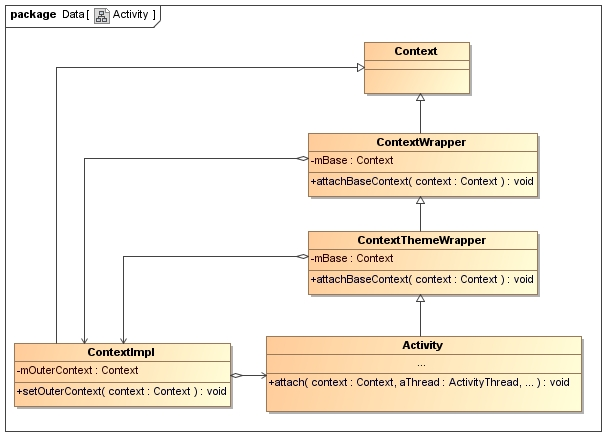 package Data[ Activity ]
Context
ContextWrapper
-mBase : Context
+attachBaseContext( context : Context ) : void
ContextThemeWrapper
-mBase : Context
+attachBaseContext( context : Context ) : void
ContextImpl
-mOuterContext : Context
+setOuterContext( context : Context ) : void
Activity
...
+attach( context : Context, aThread : ActivityThread, ... ) : void